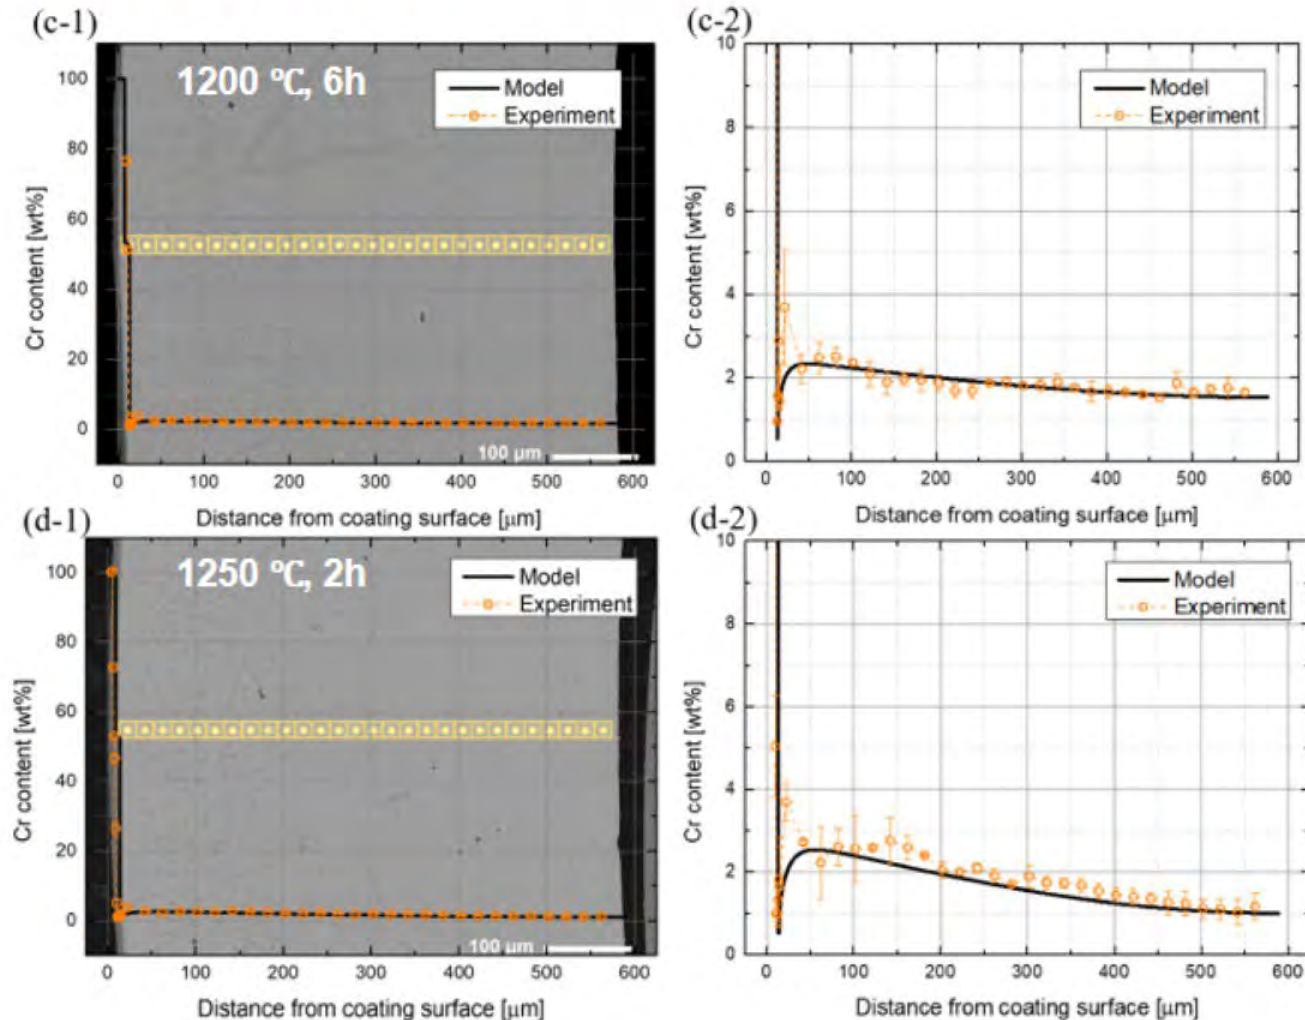 (c-1)
1200 ℃, 6h
Model
Experiment
100
80
60
40
20
0
Cr content [wt%]
100 μm
0 100 200 300 400 500 600
Distance from coating surface [μm]
(c-2)
10
8
6
4
2
0
Cr content [wt%]
Model
Experiment
0 100 200 300 400 500 600
Distance from coating surface [μm]
(d-1)
1250 ℃, 2h
Model
Experiment
100
80
60
40
20
0
Cr content [wt%]
100 μm
0 100 200 300 400 500 600
Distance from coating surface [μm]
(d-2)
10
8
6
4
2
0
Cr content [wt%]
Model
Experiment
0 100 200 300 400 500 600
Distance from coating surface [μm]